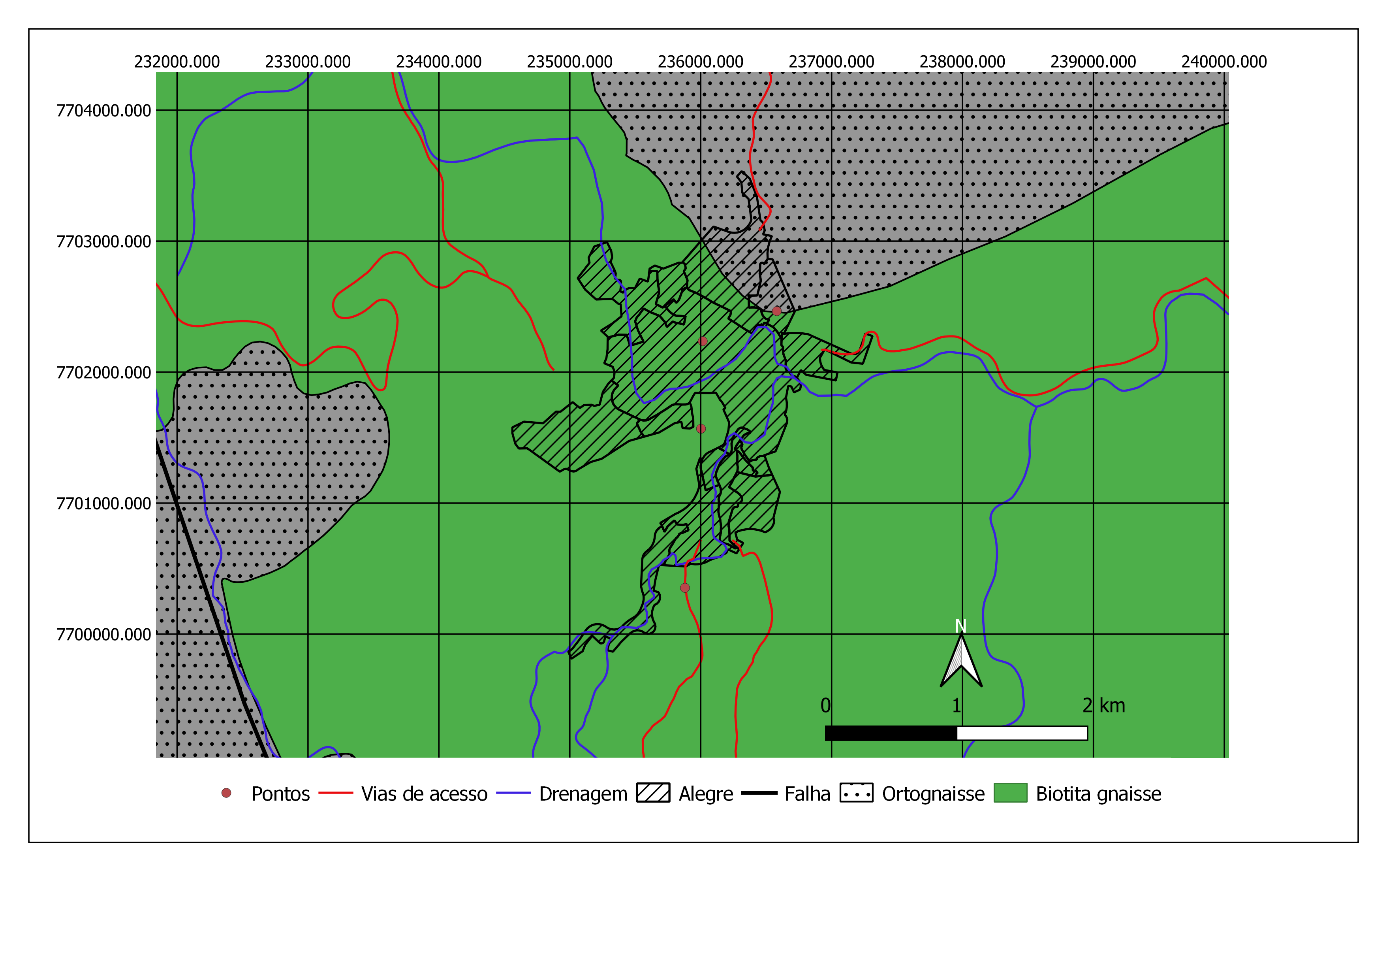 232000.000 233000.000 234000.000 235000.000 236000.000 237000.000 238000.000 239000.000 240000.000
7704000.000
7703000.000
7702000.000
7701000.000
7700000.000
N
0 1 2 km
Pontos Vias de acesso Drenagem Alegre Falha Ortognaisse Biotita gnaisse